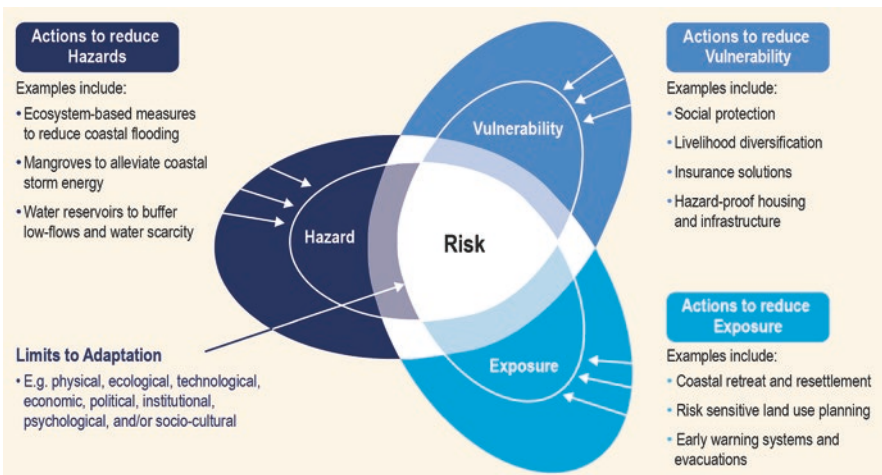 Actions to reduce
Hazards
Examples include:
• Ecosystem-based measures
to reduce coastal flooding
• Mangroves to alleviate coastal
storm energy
• Water reservoirs to buffer
low-flows and water scarcity
Limits to Adaptation
• E.g. physical, ecological, technological,
economic, political, institutional,
psychological, and/or socio-cultural
Vulnerability
Hazard
Risk
Exposure
Actions to reduce
Vulnerability
Examples include:
• Social protection
• Livelihood diversification
• Insurance solutions
• Hazard-proof housing
and infrastructure
Actions to reduce
Exposure
Examples include:
• Coastal retreat and resettlement
• Risk sensitive land use planning
• Early warning systems and
evacuations